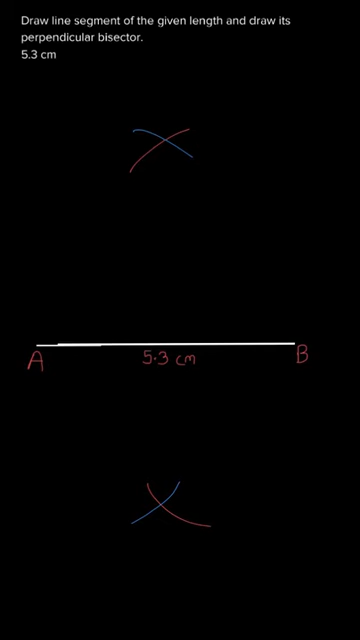 Draw line segment of the given length and draw its
perpendicular bisector.
5.3 cm
A
5.3 cm
B